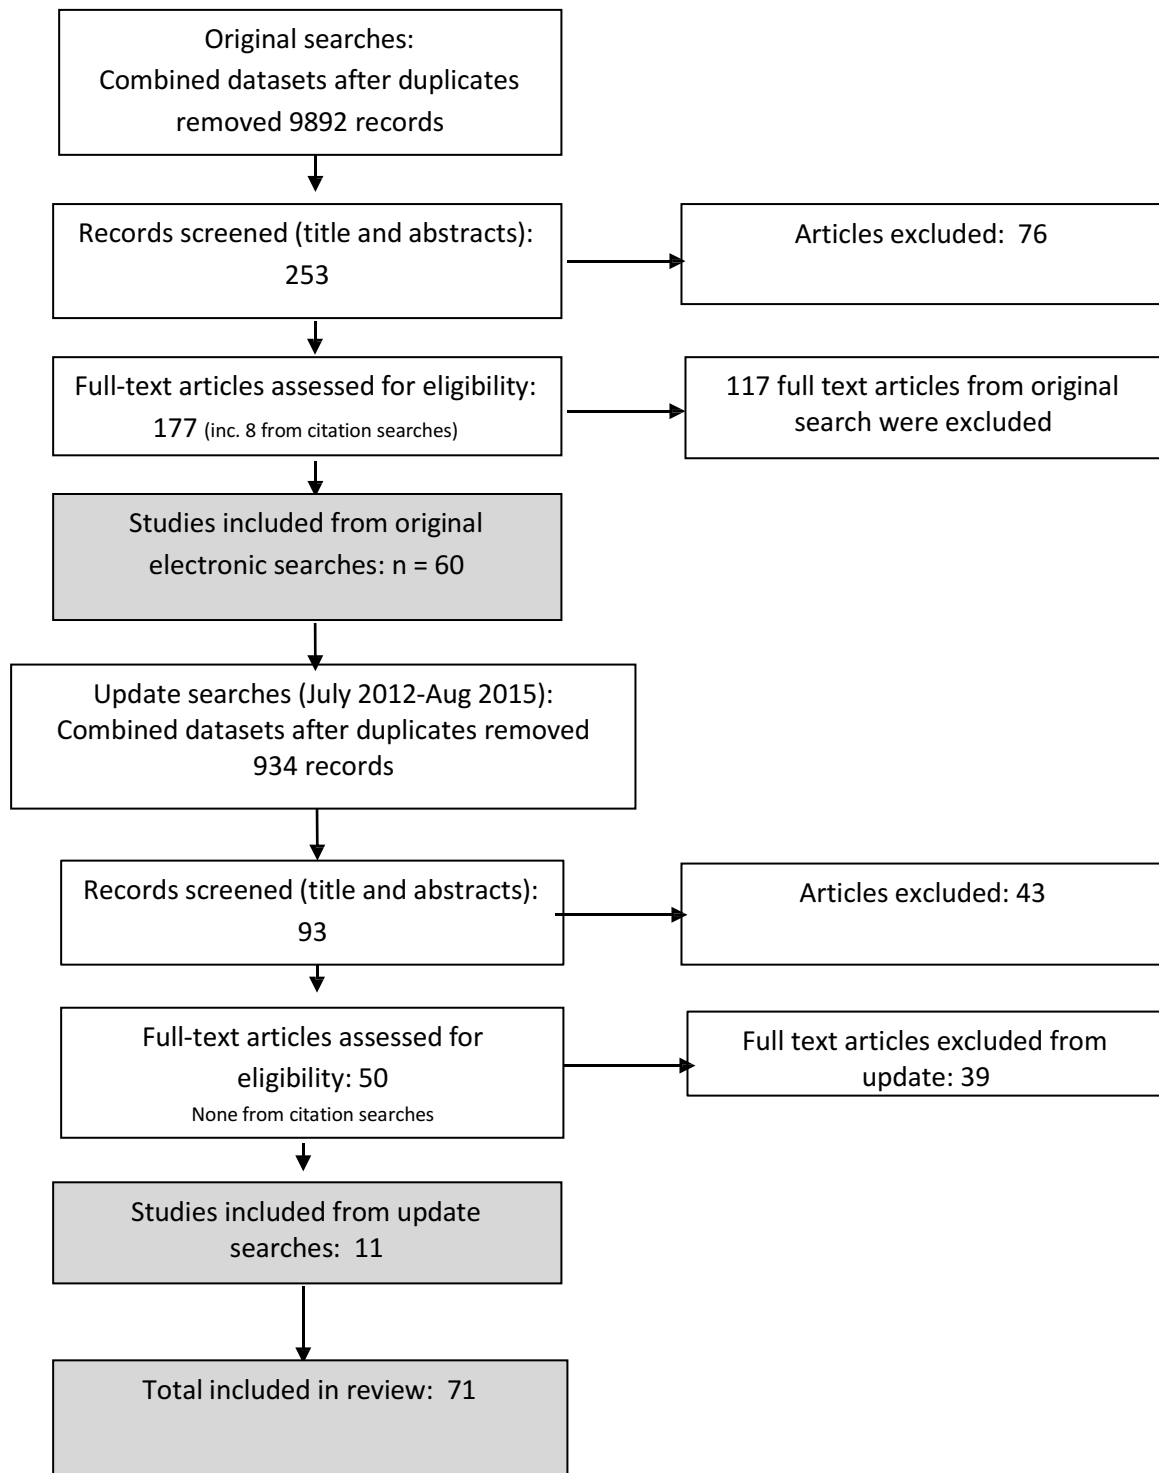 Original searches:
Combined datasets after duplicates
removed 9892 records
Records screened (title and abstracts):
253
Articles excluded: 76
Full-text articles assessed for eligibility:
177 (inc. 8 from citation searches)
117 full text articles from original
search were excluded
Studies included from original
electronic searches: n = 60
Update searches (July 2012-Aug 2015):
Combined datasets after duplicates removed
934 records
Records screened (title and abstracts):
93
Articles excluded: 43
Full-text articles assessed for
eligibility: 50
None from citation searches
Full text articles excluded from
update: 39
Studies included from update
searches: 11
Total included in review: 71